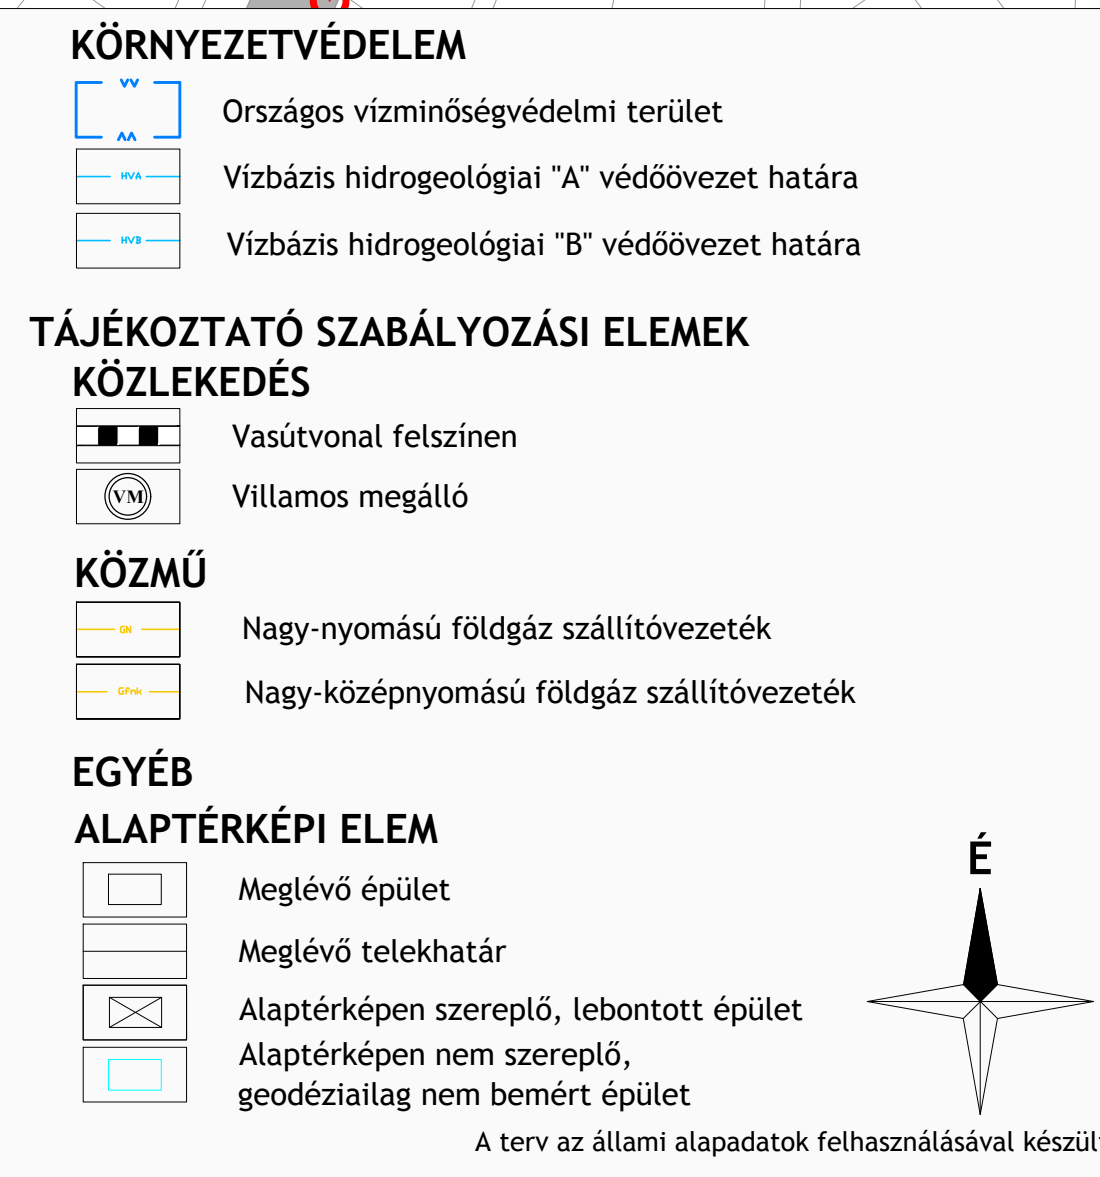 KÖRNYEZETVÉDELEM
Országos vízminőségvédelmi terület
HVA
Vízbázis hidrogeológiai "A" védőövezet határa
HVB
Vízbázis hidrogeológiai "B" védőövezet határa
TÁJÉKOZTATÓ SZABÁLYOZÁSI ELEMEK
KÖZLEKEDÉS
Vasútvonal felszínen
VM
Villamos megálló
KÖZMŰ
GN
Nagy-nyomású földgáz szállítóvezeték
Gfnk
Nagy-középnyomású földgáz szállítóvezeték
EGYÉB
ALAPTÉRKÉPI ELEM
É
Meglévő épület
Meglévő telekhatár
Alaptérképen szereplő, lebontott épület
Alaptérképen nem szereplő,
geodéziailag nem bemért épület
A terv az állami alapadatok felhasználásával készült